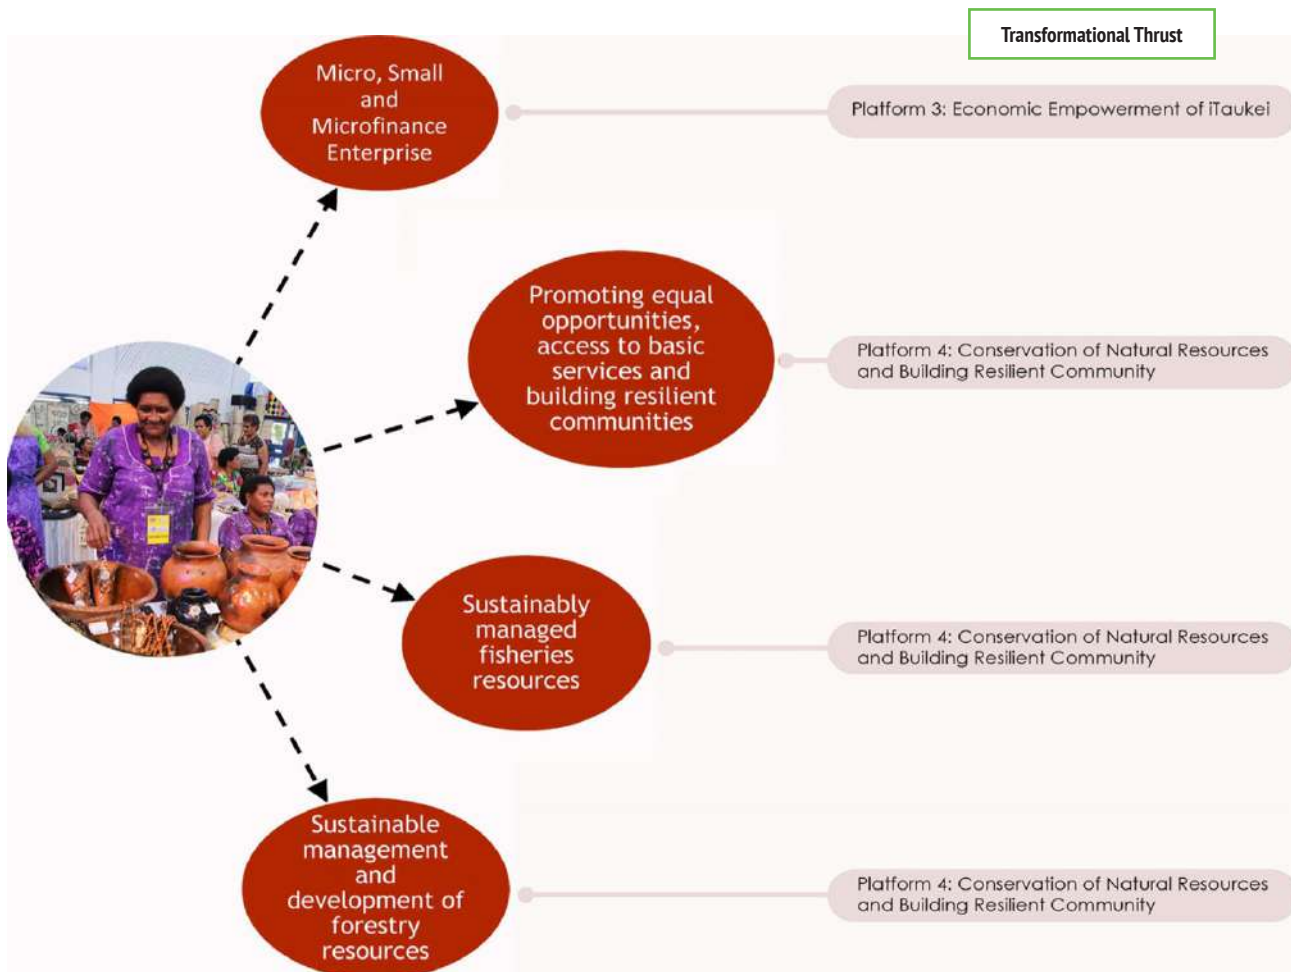 Transformational Thrust
Micro, Small
and
Microfinance
Enterprise
Platform 3: Economic Empowerment of iTaukei
Promoting equal
opportunities,
access to basic
services and
building resilient
communities
Platform 4: Conservation of Natural Resources
and Building Resilient Community
Sustainably
managed
fisheries
resources
Platform 4: Conservation of Natural Resources
and Building Resilient Community
Sustainable
management
and
development of
forestry
resources
Platform 4: Conservation of Natural Resources
and Building Resilient Community